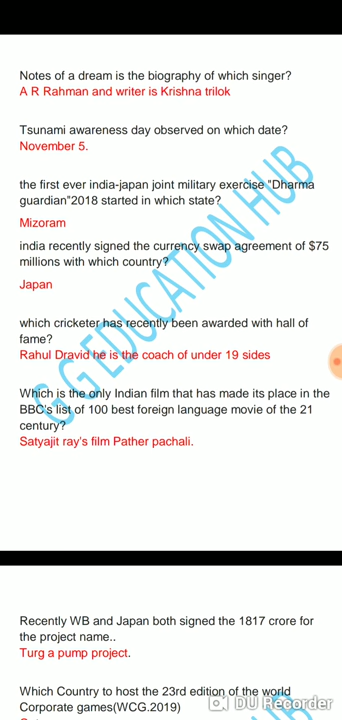 Notes of a dream is the biography of which singer?
A R Rahman and writer is Krishna trilok
Tsunami awareness day observed on which date?
November 5.
the first ever india-japan joint military exercise "Dharma
guardian"2018 started in which state?
Mizoram
india recently signed the currency swap agreement of $75
millions with which country?
Japan
which cricketer has recently been awarded with hall of
fame?
Rahul Dravid he is the coach of under 19 sides
Which is the only Indian film that has made its place in the
BBC's list of 100 best foreign language movie of the 21
century?
Satyajit ray's film Pather pachali.
G G EDUCATION HUB
Recently WB and Japan both signed the 1817 crore for
the project name..
Turg a pump project.
Which Country to host the 23rd edition of the world
Corporate games(WCG.2019)
DU Recorder